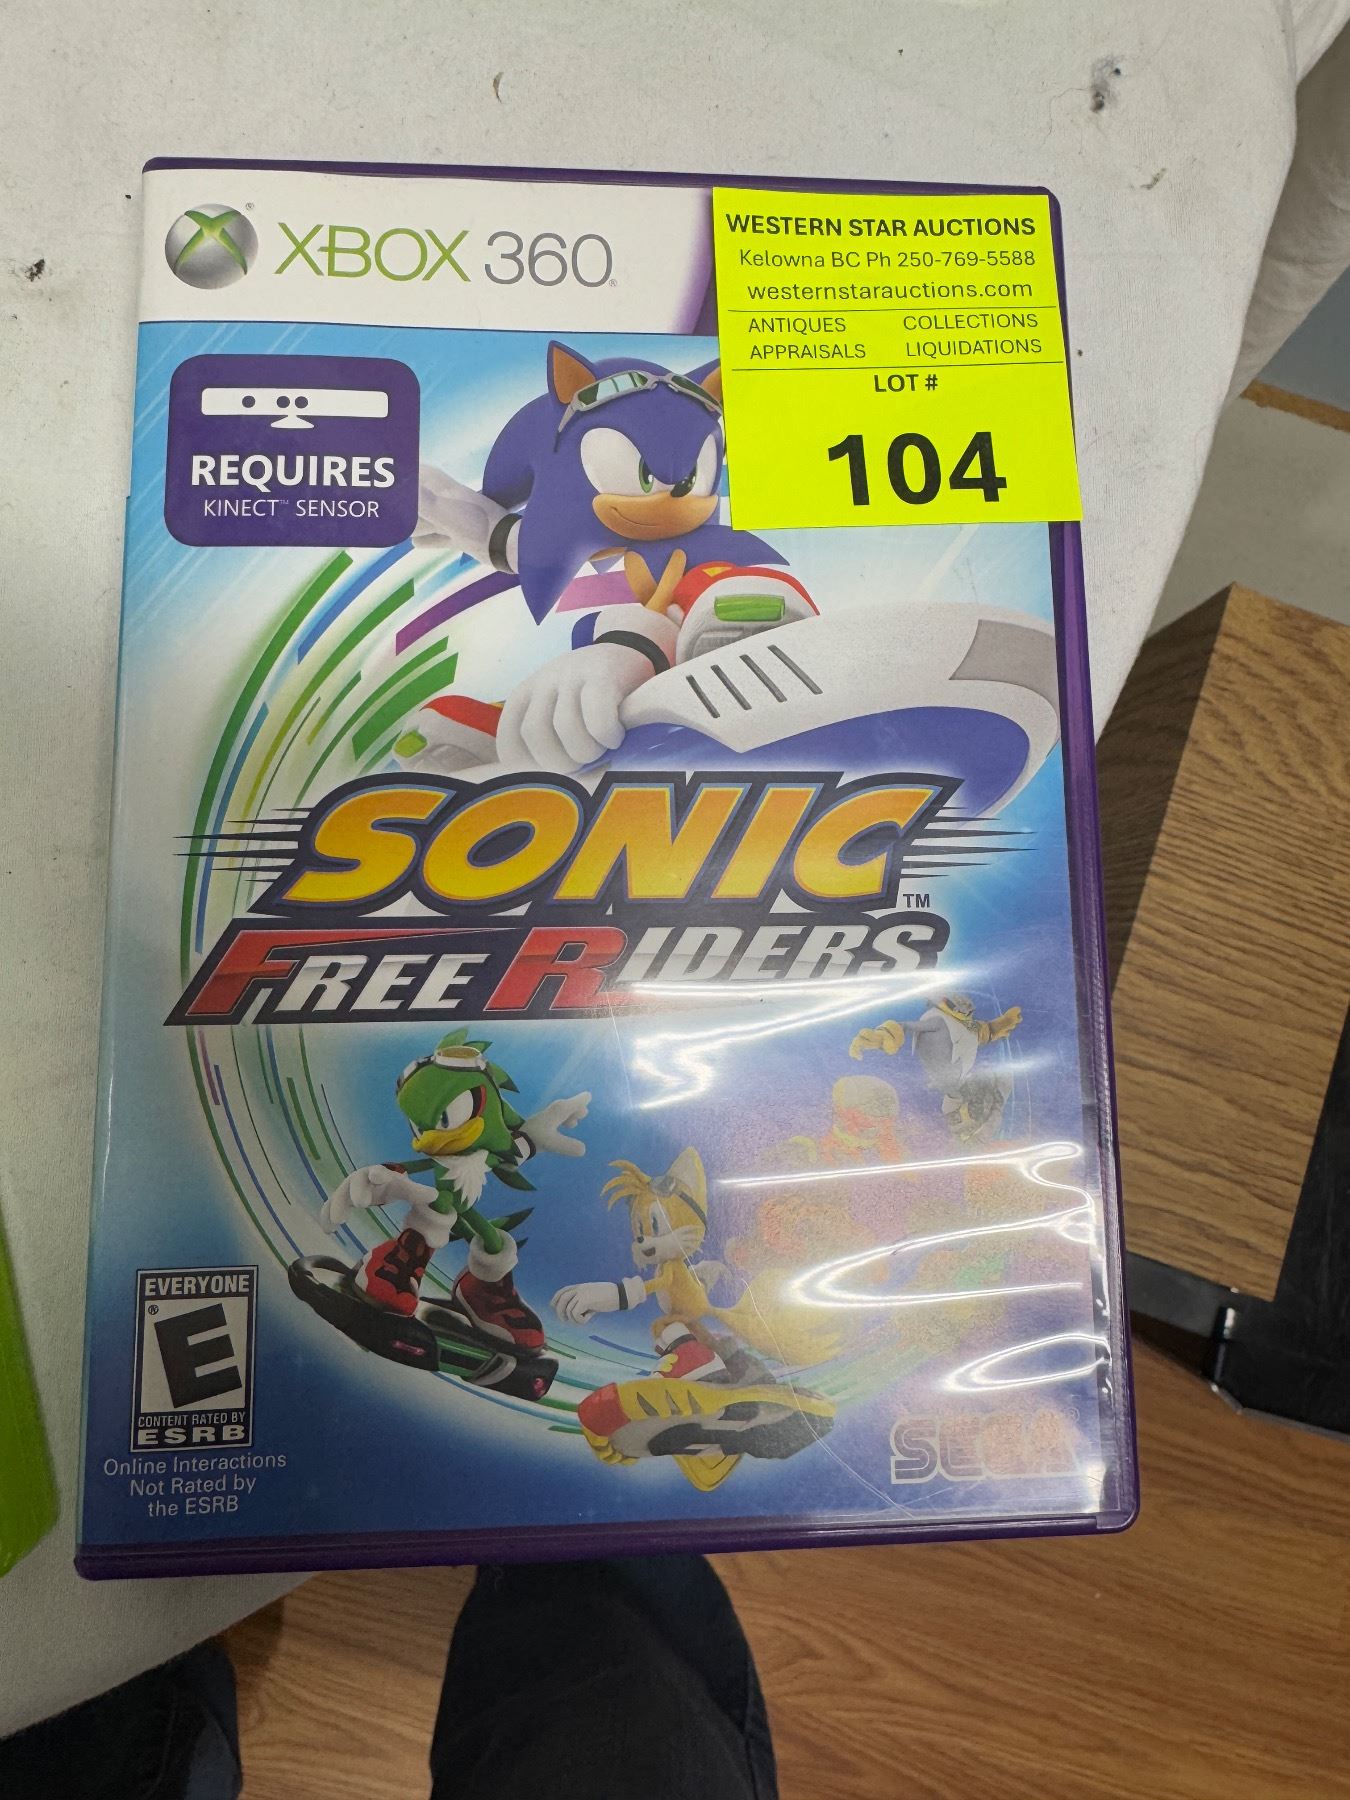 XBOX 360
WESTERN STAR AUCTIONS
Kelowna BC Ph 250-769-5588
westernstarauctions.com
ANTIQUES COLLECTIONS
APPRAISALS LIQUIDATIONS
LOT #
104
REQUIRES
KINECT™ SENSOR
SONIC™
FREE RIDERS
EVERYONE
E
CONTENT RATED BY
ESRB
Online Interactions
Not Rated by
the ESRB
SEGA